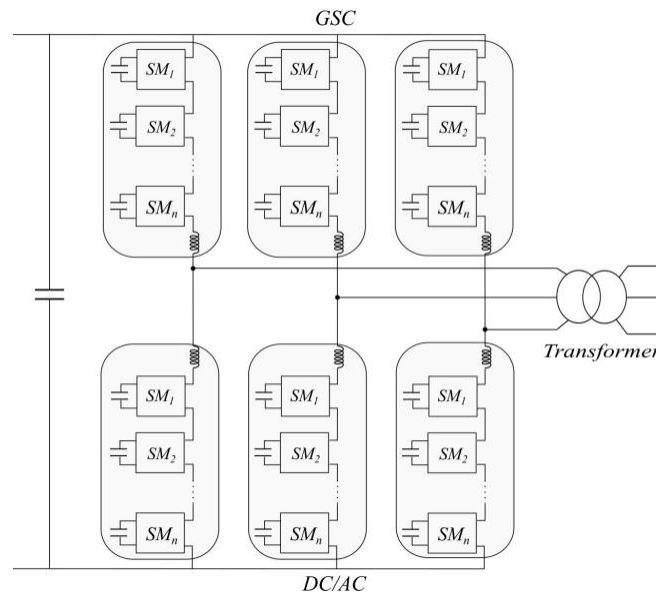 GSC
SM1 SM1 SM1
SM2 SM2 SM2
SMn SMn SMn
Transformer
SM1 SM1 SM1
SM2 SM2 SM2
SMn SMn SMn
DC/AC